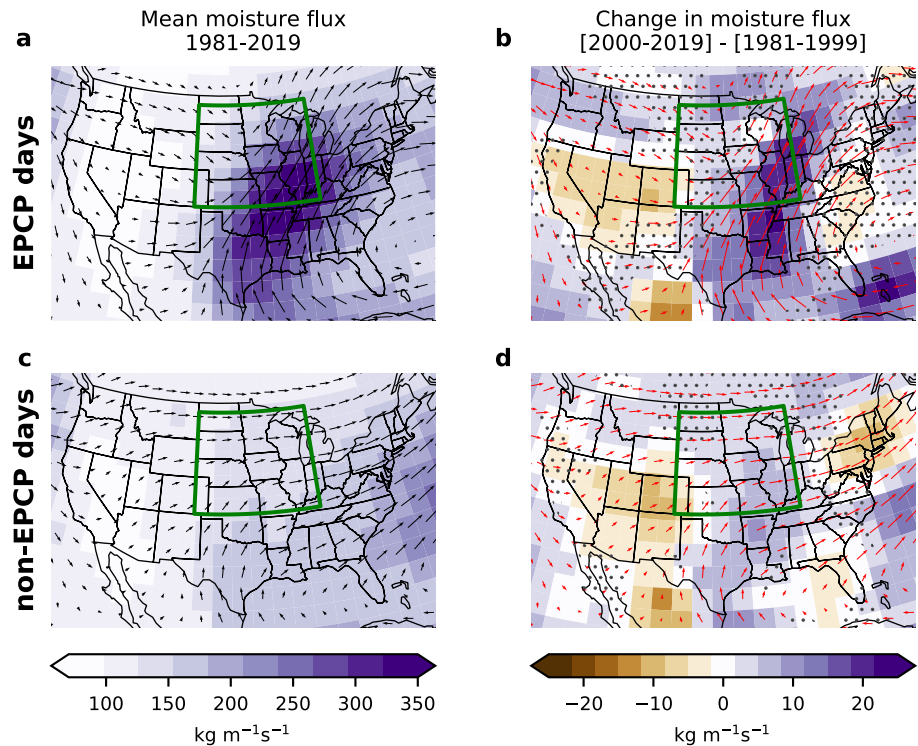 Mean moisture flux
1981-2019
Change in moisture flux
[2000-2019] - [1981-1999]
a
b
EPCP days
c
d
non-EPCP days
100 150 200 250 300 350
kg m⁻¹s⁻¹
−20 −10 0 10 20
kg m⁻¹s⁻¹